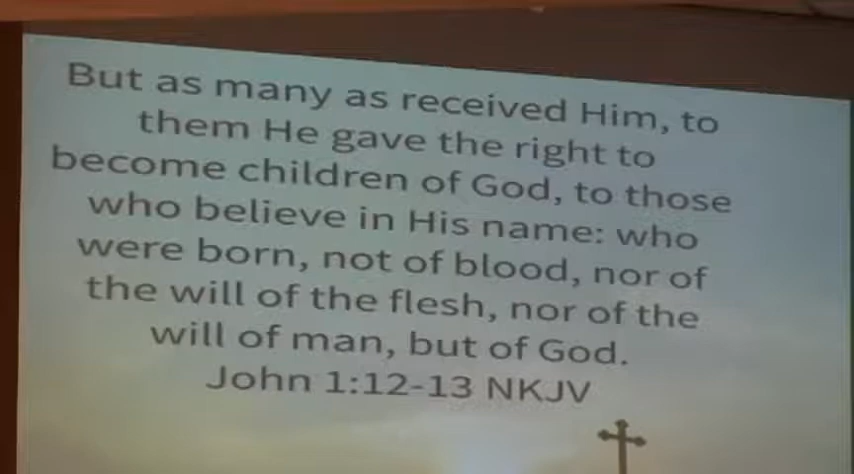 But as many as received Him, to
them He gave the right to
become children of God, to those
who believe in His name: who
were born, not of blood, nor of
the will of the flesh, nor of the
will of man, but of God.
John 1:12-13 NKJV